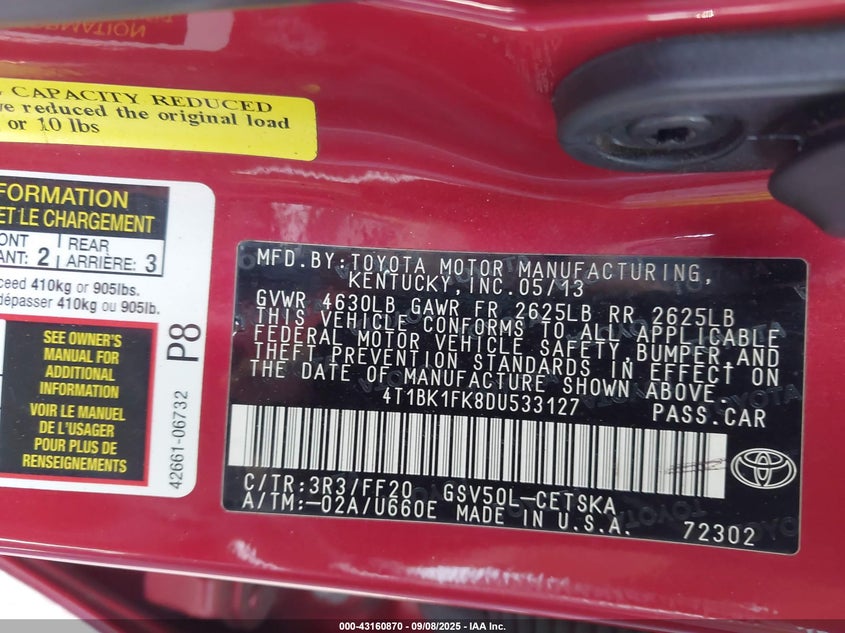 CAPACITY REDUCED
reduced the original load
or 10 lbs
FORMATION
ET LE CHARGEMENT
2 REAR
ARRIÈRE: 3
410kg or 905lbs.
dépasser 410kg ou 905lb.
SEE OWNER'S
MANUAL FOR
ADDITIONAL
INFORMATION
VOIR LE MANUEL
DE L'USAGER
POUR PLUS DE
RENSEIGNEMENTS
P8
42661-06732
MFD.BY:TOYOTA MOTOR MANUFACTURING,
KENTUCKY,INC.05/13
GVWR 4630LB GAWR FR 2625LB RR 2625LB
THIS VEHICLE CONFORMS TO ALL APPLICABLE
FEDERAL MOTOR VEHICLE SAFETY,BUMPER,AND
THEFT PREVENTION STANDARDS IN EFFECT ON
THE DATE OF MANUFACTURE SHOWN ABOVE.
4T1BK1FK8DU533127 PASS.CAR
C/TR:3R3/FF20 GSV50L-CETSKA
A/TM:-02A/U660E MADE IN U.S.A. 72302
000-43160870 - 09/08/2025 - IAA Inc.